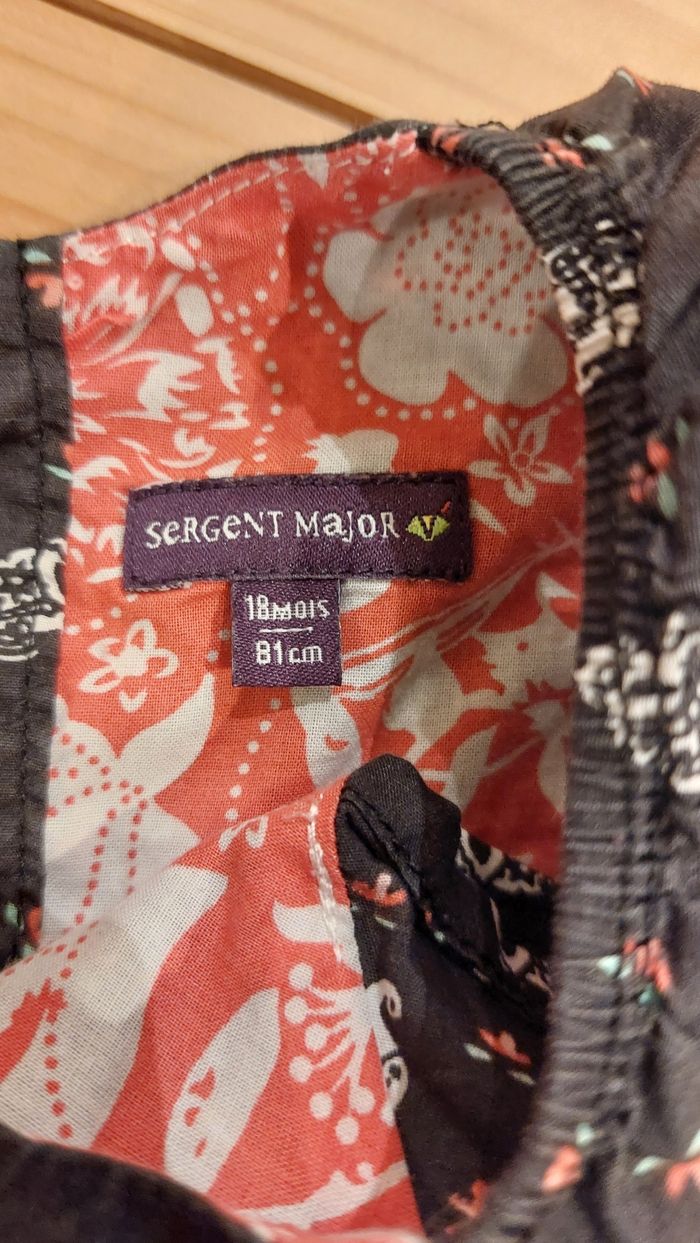 SeRGeNT MaJoR
18MOIS
81cm